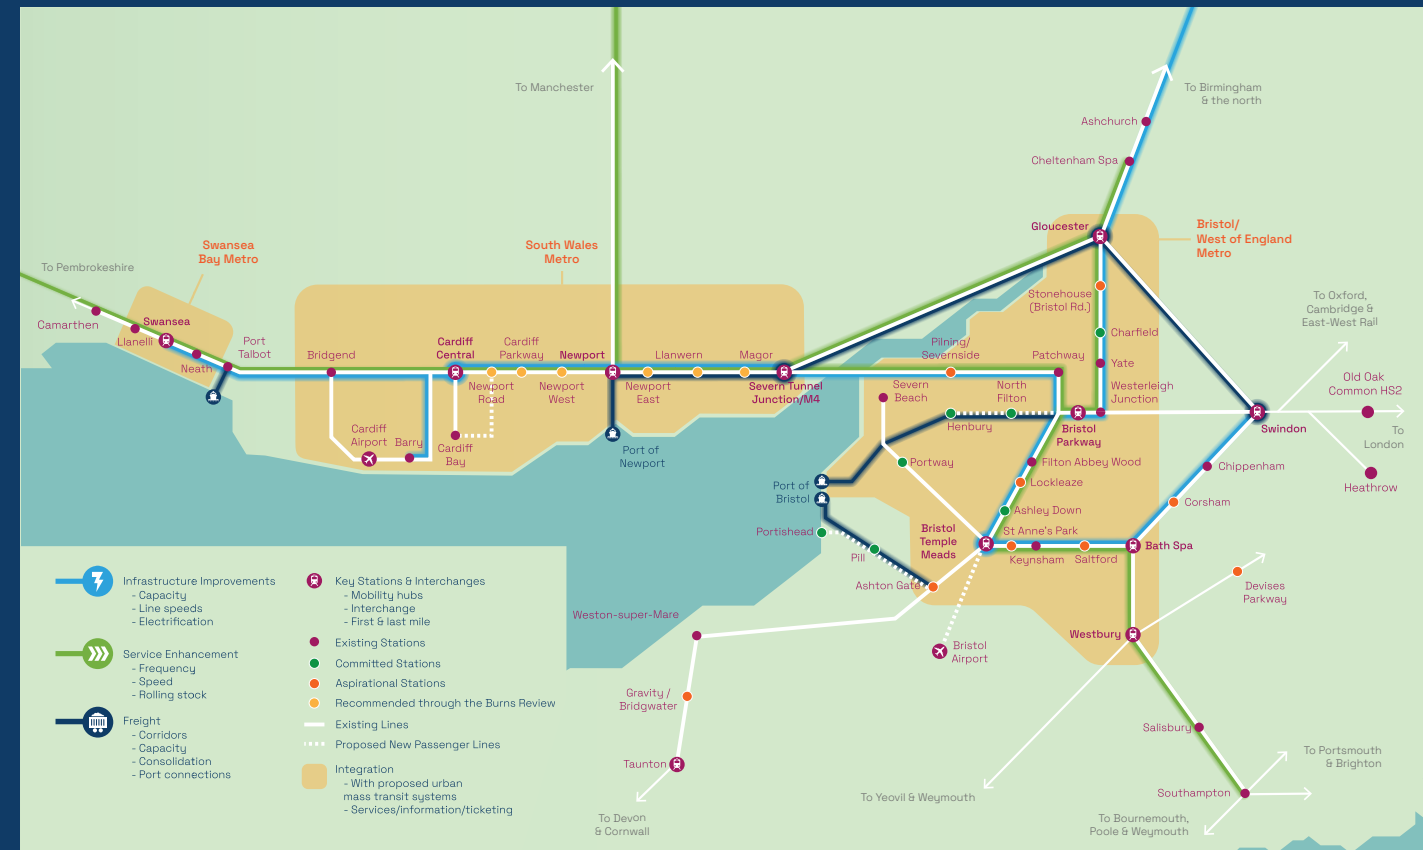 To Manchester
To Birmingham
& the north
Ashchurch
Cheltenham Spa
Gloucester
Bristol/
West of England
Metro
Swansea
Bay Metro
South Wales
Metro
To Pembrokeshire
Camarthen
Swansea
Llanelli
Neath
Port
Talbot
Bridgend
Cardiff
Central
Cardiff
Parkway
Newport
Llanwern
Magor
Newport
Road
Newport
West
Newport
East
Severn Tunnel
Junction/M4
Cardiff
Airport
Barry
Cardiff
Bay
Port of
Newport
Stonehouse
(Bristol Rd.)
Charfield
Yate
Westerleigh
Junction
Pilning/
Severnside
Patchway
Severn
Beach
North
Filton
Henbury
Bristol
Parkway
To Oxford,
Cambridge &
East-West Rail
Old Oak
Common HS2
To
London
Swindon
Heathrow
Chippenham
Corsham
Filton Abbey Wood
Portway
Lockleaze
Port of
Bristol
Ashley Down
Portishead
Bristol
Temple
Meads
St Anne's Park
Keynsham
Saltford
Bath Spa
Pill
Ashton Gate
Devises
Parkway
Weston-super-Mare
Bristol
Airport
Westbury
Gravity /
Bridgwater
Salisbury
Taunton
To Devon
& Cornwall
To Yeovil & Weymouth
Southampton
To Portsmouth
& Brighton
To Bournemouth,
Poole & Weymouth
Infrastructure Improvements
- Capacity
- Line speeds
- Electrification
Service Enhancement
- Frequency
- Speed
- Rolling stock
Freight
- Corridors
- Capacity
- Consolidation
- Port connections
Key Stations & Interchanges
- Mobility hubs
- Interchange
- First & last mile
Existing Stations
Committed Stations
Aspirational Stations
Recommended through the Burns Review
Existing Lines
Proposed New Passenger Lines
Integration
- With proposed urban
mass transit systems
- Services/information/ticketing